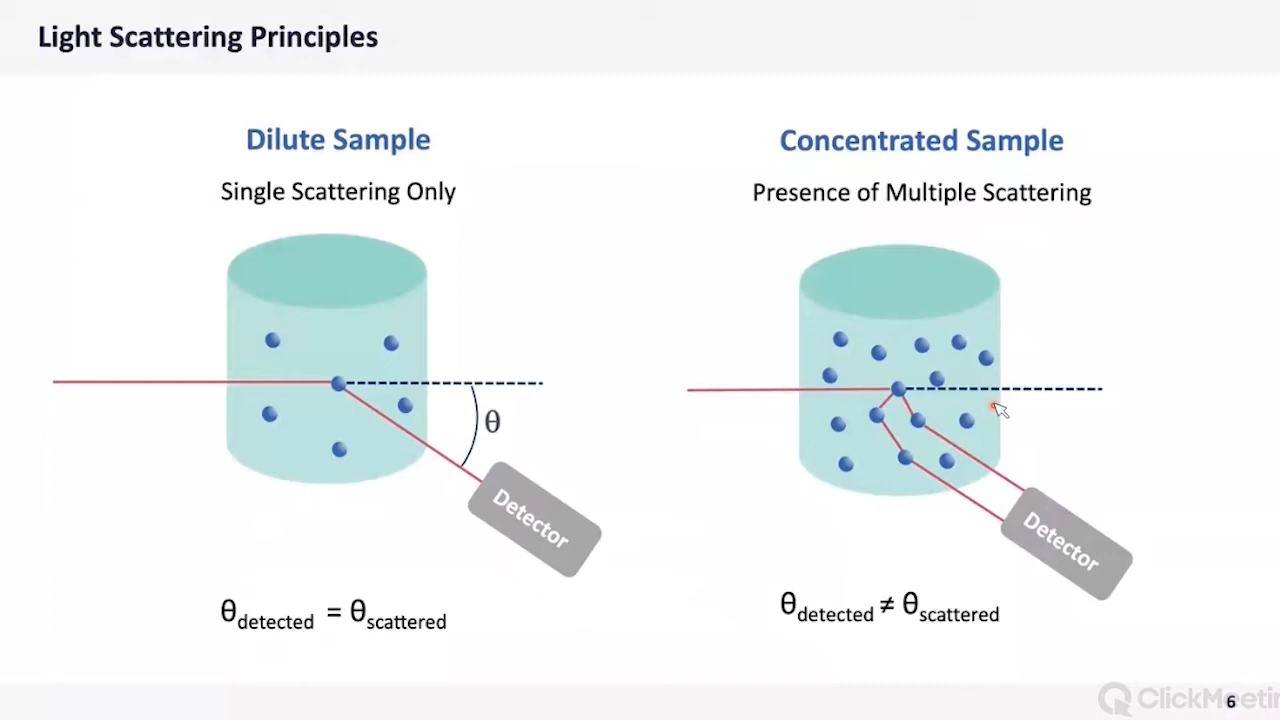 Light Scattering Principles
Dilute Sample
Single Scattering Only
θ
Detector
θdetected = θscattered
Concentrated Sample
Presence of Multiple Scattering
Detector
θdetected ≠ θscattered
ClickMeetin
6